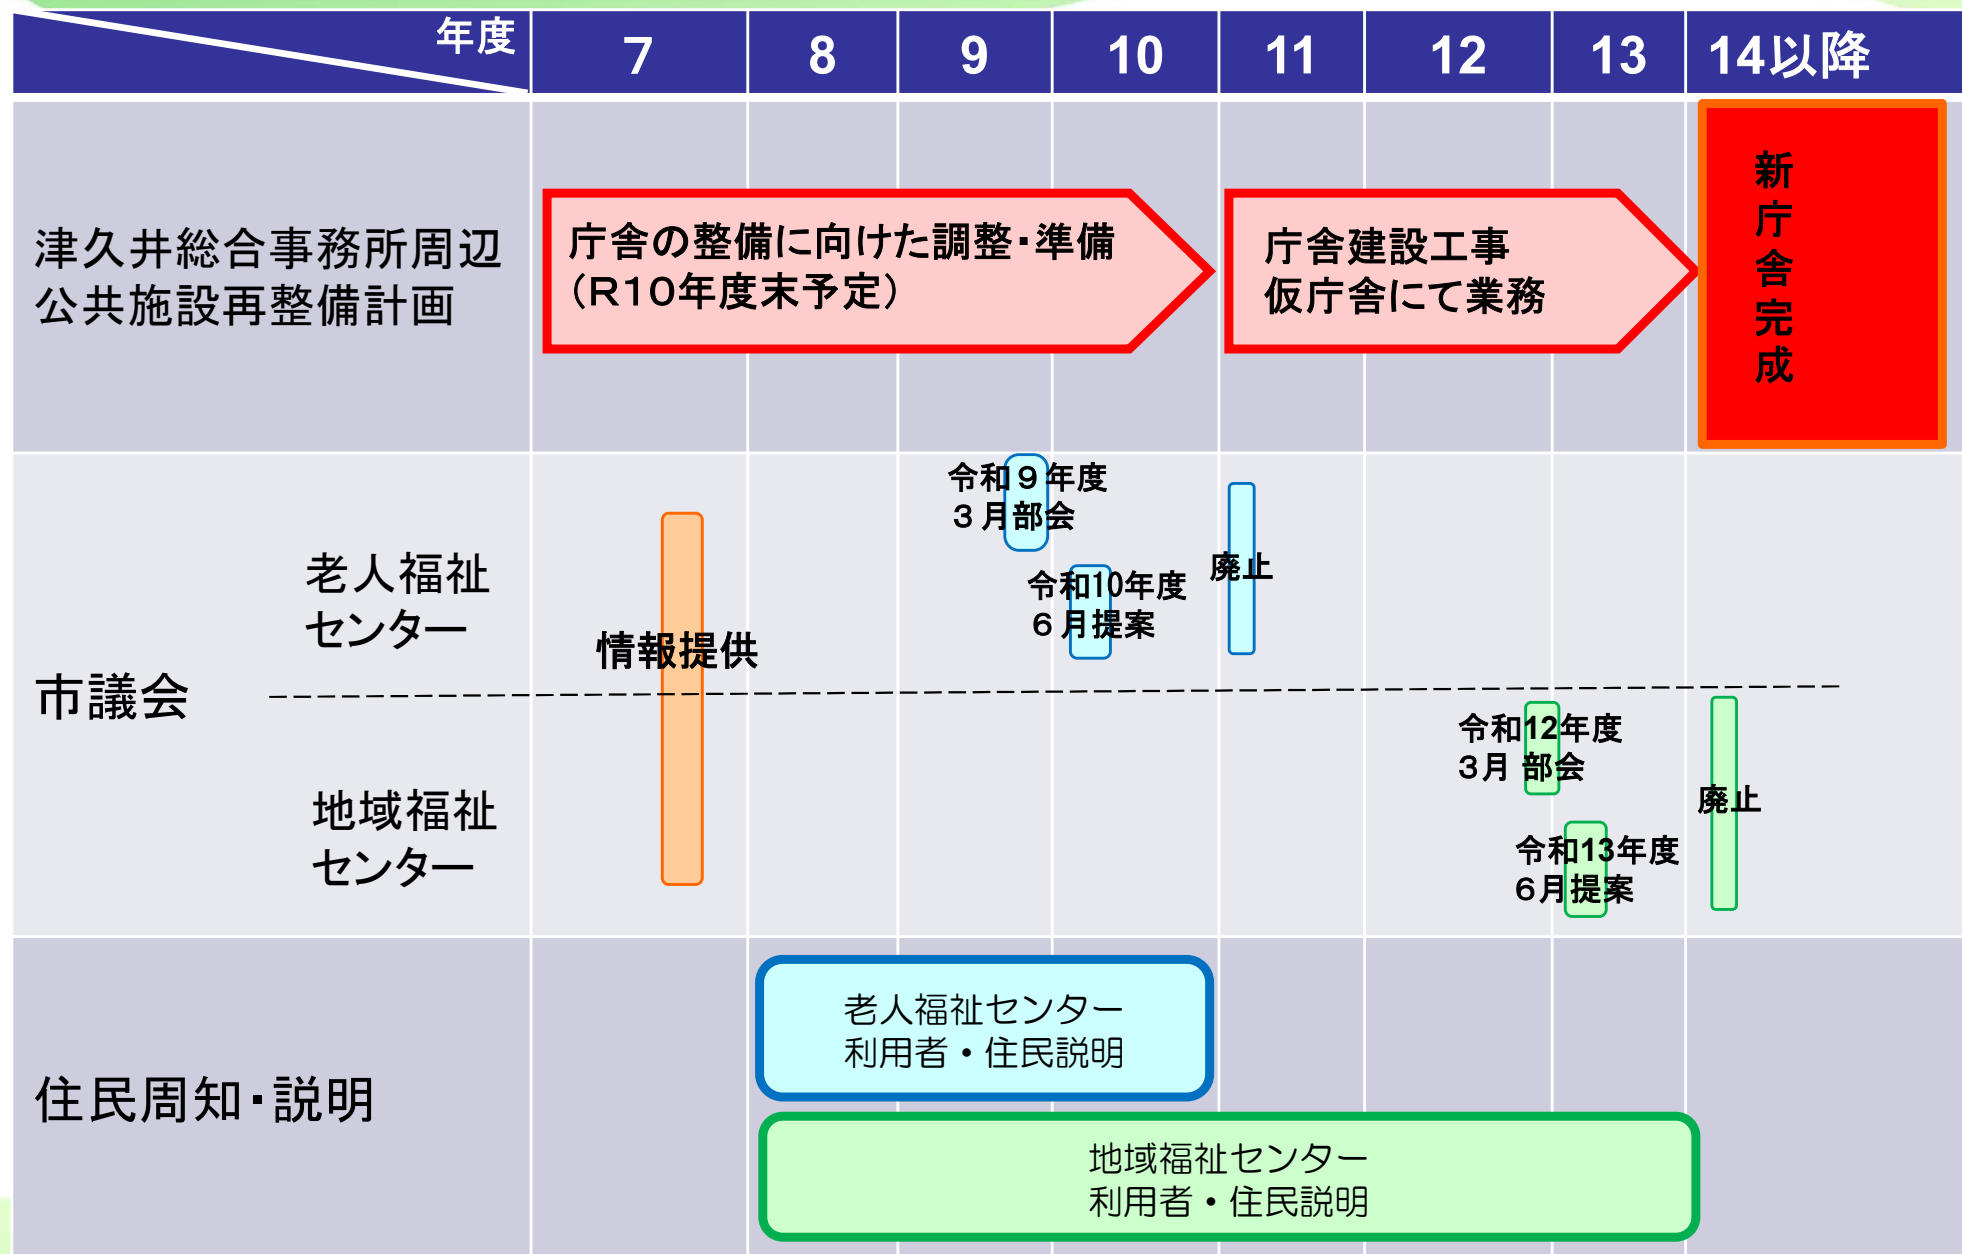 年度
7
8
9
10
11
12
13
14以降
津久井総合事務所周辺
公共施設再整備計画
庁舎の整備に向けた調整・準備
（Ｒ１０年度末予定）
庁舎建設工事
仮庁舎にて業務
新庁舎完成
市議会
老人福祉
センター
情報提供
令和９年度
３月部会
令和10年度
６月提案
廃止
地域福祉
センター
令和12年度
３月 部会
令和13年度
６月提案
廃止
住民周知・説明
老人福祉センター
利用者・住民説明
地域福祉センター
利用者・住民説明